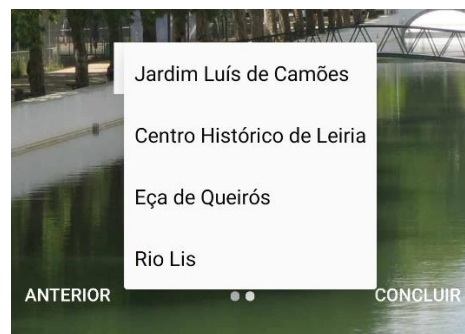 Jardim Luís de Camões
Centro Histórico de Leiria
Eça de Queirós
Rio Lis
ANTERIOR
CONCLUIR